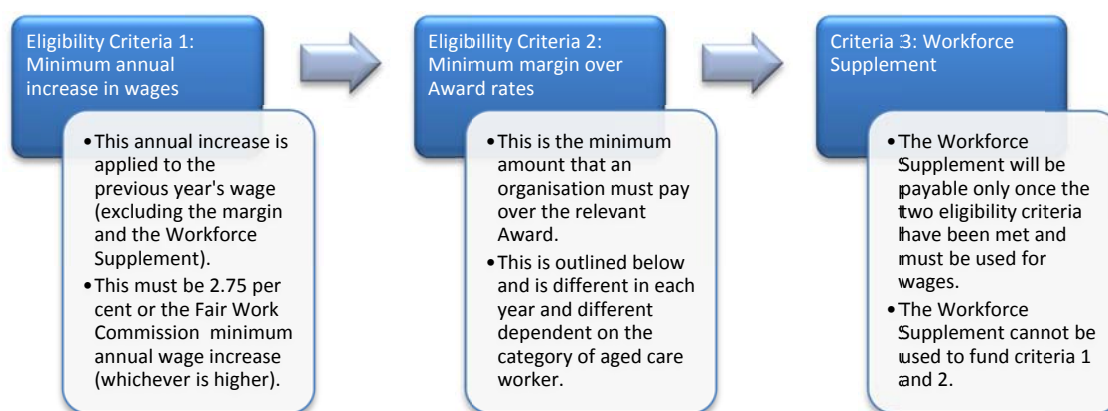 Eligibility Criteria 1:
Minimum annual
increase in wages
•This annual increase is
applied to the
previous year's wage
(excluding the margin
and the Workforce
Supplement).
•This must be 2.75 per
cent or the Fair Work
Commission minimum
annual wage increase
(whichever is higher).
Eligibillity Criteria 2:
Minimum margin over
Award rates
•This is the minimum
amount that an
organisation must pay
over the relevant
Award.
•This is outlined below
and is different in each
year and different
dependent on the
category of aged care
worker.
Criteria 3: Workforce
Supplement
•The Workforce
Supplement will be
payable only once the
two eligibility criteria
have been met and
must be used for
wages.
•The Workforce
Supplement cannot be
used to fund criteria 1
and 2.